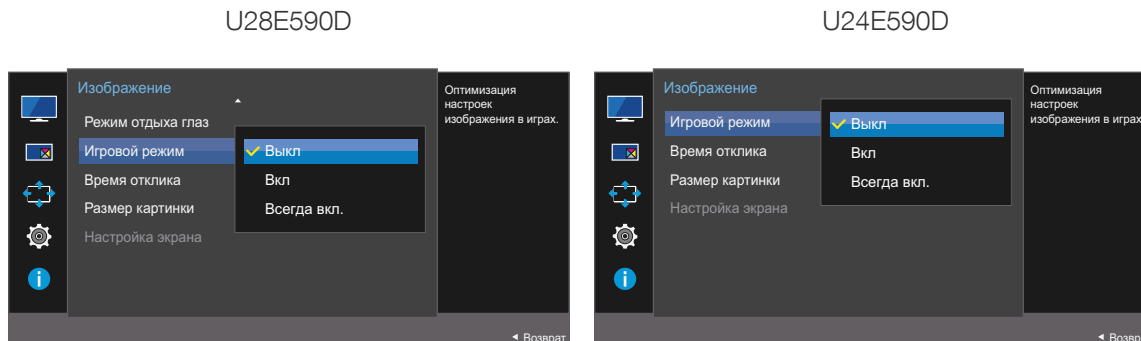 U28E590D
Изображение
Режим отдыха глаз
Игровой режим
Время отклика
Размер картинки
Настройка экрана
Выкл
Вкл
Всегда вкл.
Оптимизация
настроек
изображения в играх.
Возврат
U24E590D
Изображение
Игровой режим
Время отклика
Размер картинки
Настройка экрана
Выкл
Вкл
Всегда вкл.
Оптимизация
настроек
изображения в играх
Возвр